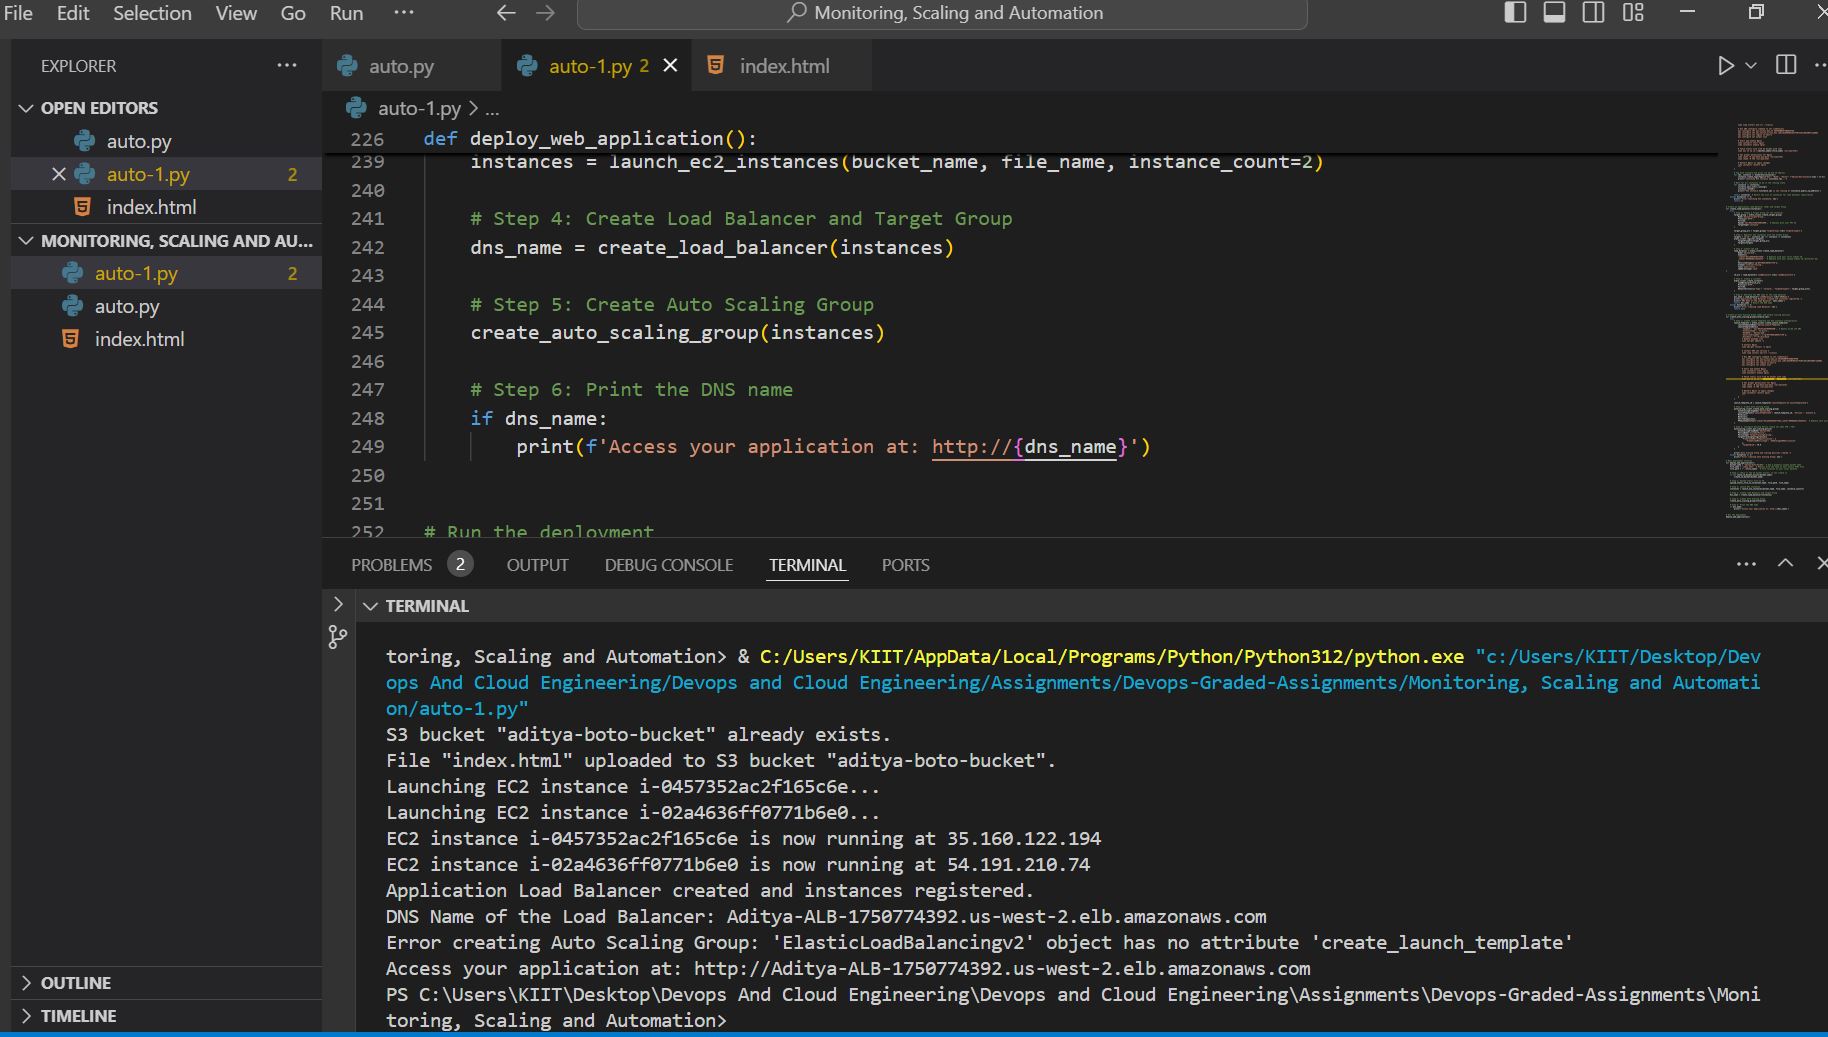 File Edit Selection View Go Run ... Monitoring, Scaling and Automation
EXPLORER ...
OPEN EDITORS
auto.py
auto-1.py 2
index.html
MONITORING, SCALING AND AU...
auto-1.py 2
auto.py
index.html
OUTLINE
TIMELINE
auto.py auto-1.py 2 index.html
auto-1.py > ...
226 def deploy_web_application():
239 instances = launch_ec2_instances(bucket_name, file_name, instance_count=2)
240
241 # Step 4: Create Load Balancer and Target Group
242 dns_name = create_load_balancer(instances)
243
244 # Step 5: Create Auto Scaling Group
245 create_auto_scaling_group(instances)
246
247 # Step 6: Print the DNS name
248 if dns_name:
249 print(f'Access your application at: http://{dns_name}')
250
251
252 # Run the deployment
PROBLEMS 2 OUTPUT DEBUG CONSOLE TERMINAL PORTS ...
TERMINAL
toring, Scaling and Automation> & C:/Users/KIIT/AppData/Local/Programs/Python/Python312/python.exe "c:/Users/KIIT/Desktop/Dev
ops And Cloud Engineering/Devops and Cloud Engineering/Assignments/Devops-Graded-Assignments/Monitoring, Scaling and Automati
on/auto-1.py"
S3 bucket "aditya-boto-bucket" already exists.
File "index.html" uploaded to S3 bucket "aditya-boto-bucket".
Launching EC2 instance i-0457352ac2f165c6e...
Launching EC2 instance i-02a4636ff0771b6e0...
EC2 instance i-0457352ac2f165c6e is now running at 35.160.122.194
EC2 instance i-02a4636ff0771b6e0 is now running at 54.191.210.74
Application Load Balancer created and instances registered.
DNS Name of the Load Balancer: Aditya-ALB-1750774392.us-west-2.elb.amazonaws.com
Error creating Auto Scaling Group: 'ElasticLoadBalancingv2' object has no attribute 'create_launch_template'
Access your application at: http://Aditya-ALB-1750774392.us-west-2.elb.amazonaws.com
PS C:\Users\KIIT\Desktop\Devops And Cloud Engineering\Devops and Cloud Engineering\Assignments\Devops-Graded-Assignments\Moni
toring, Scaling and Automation>